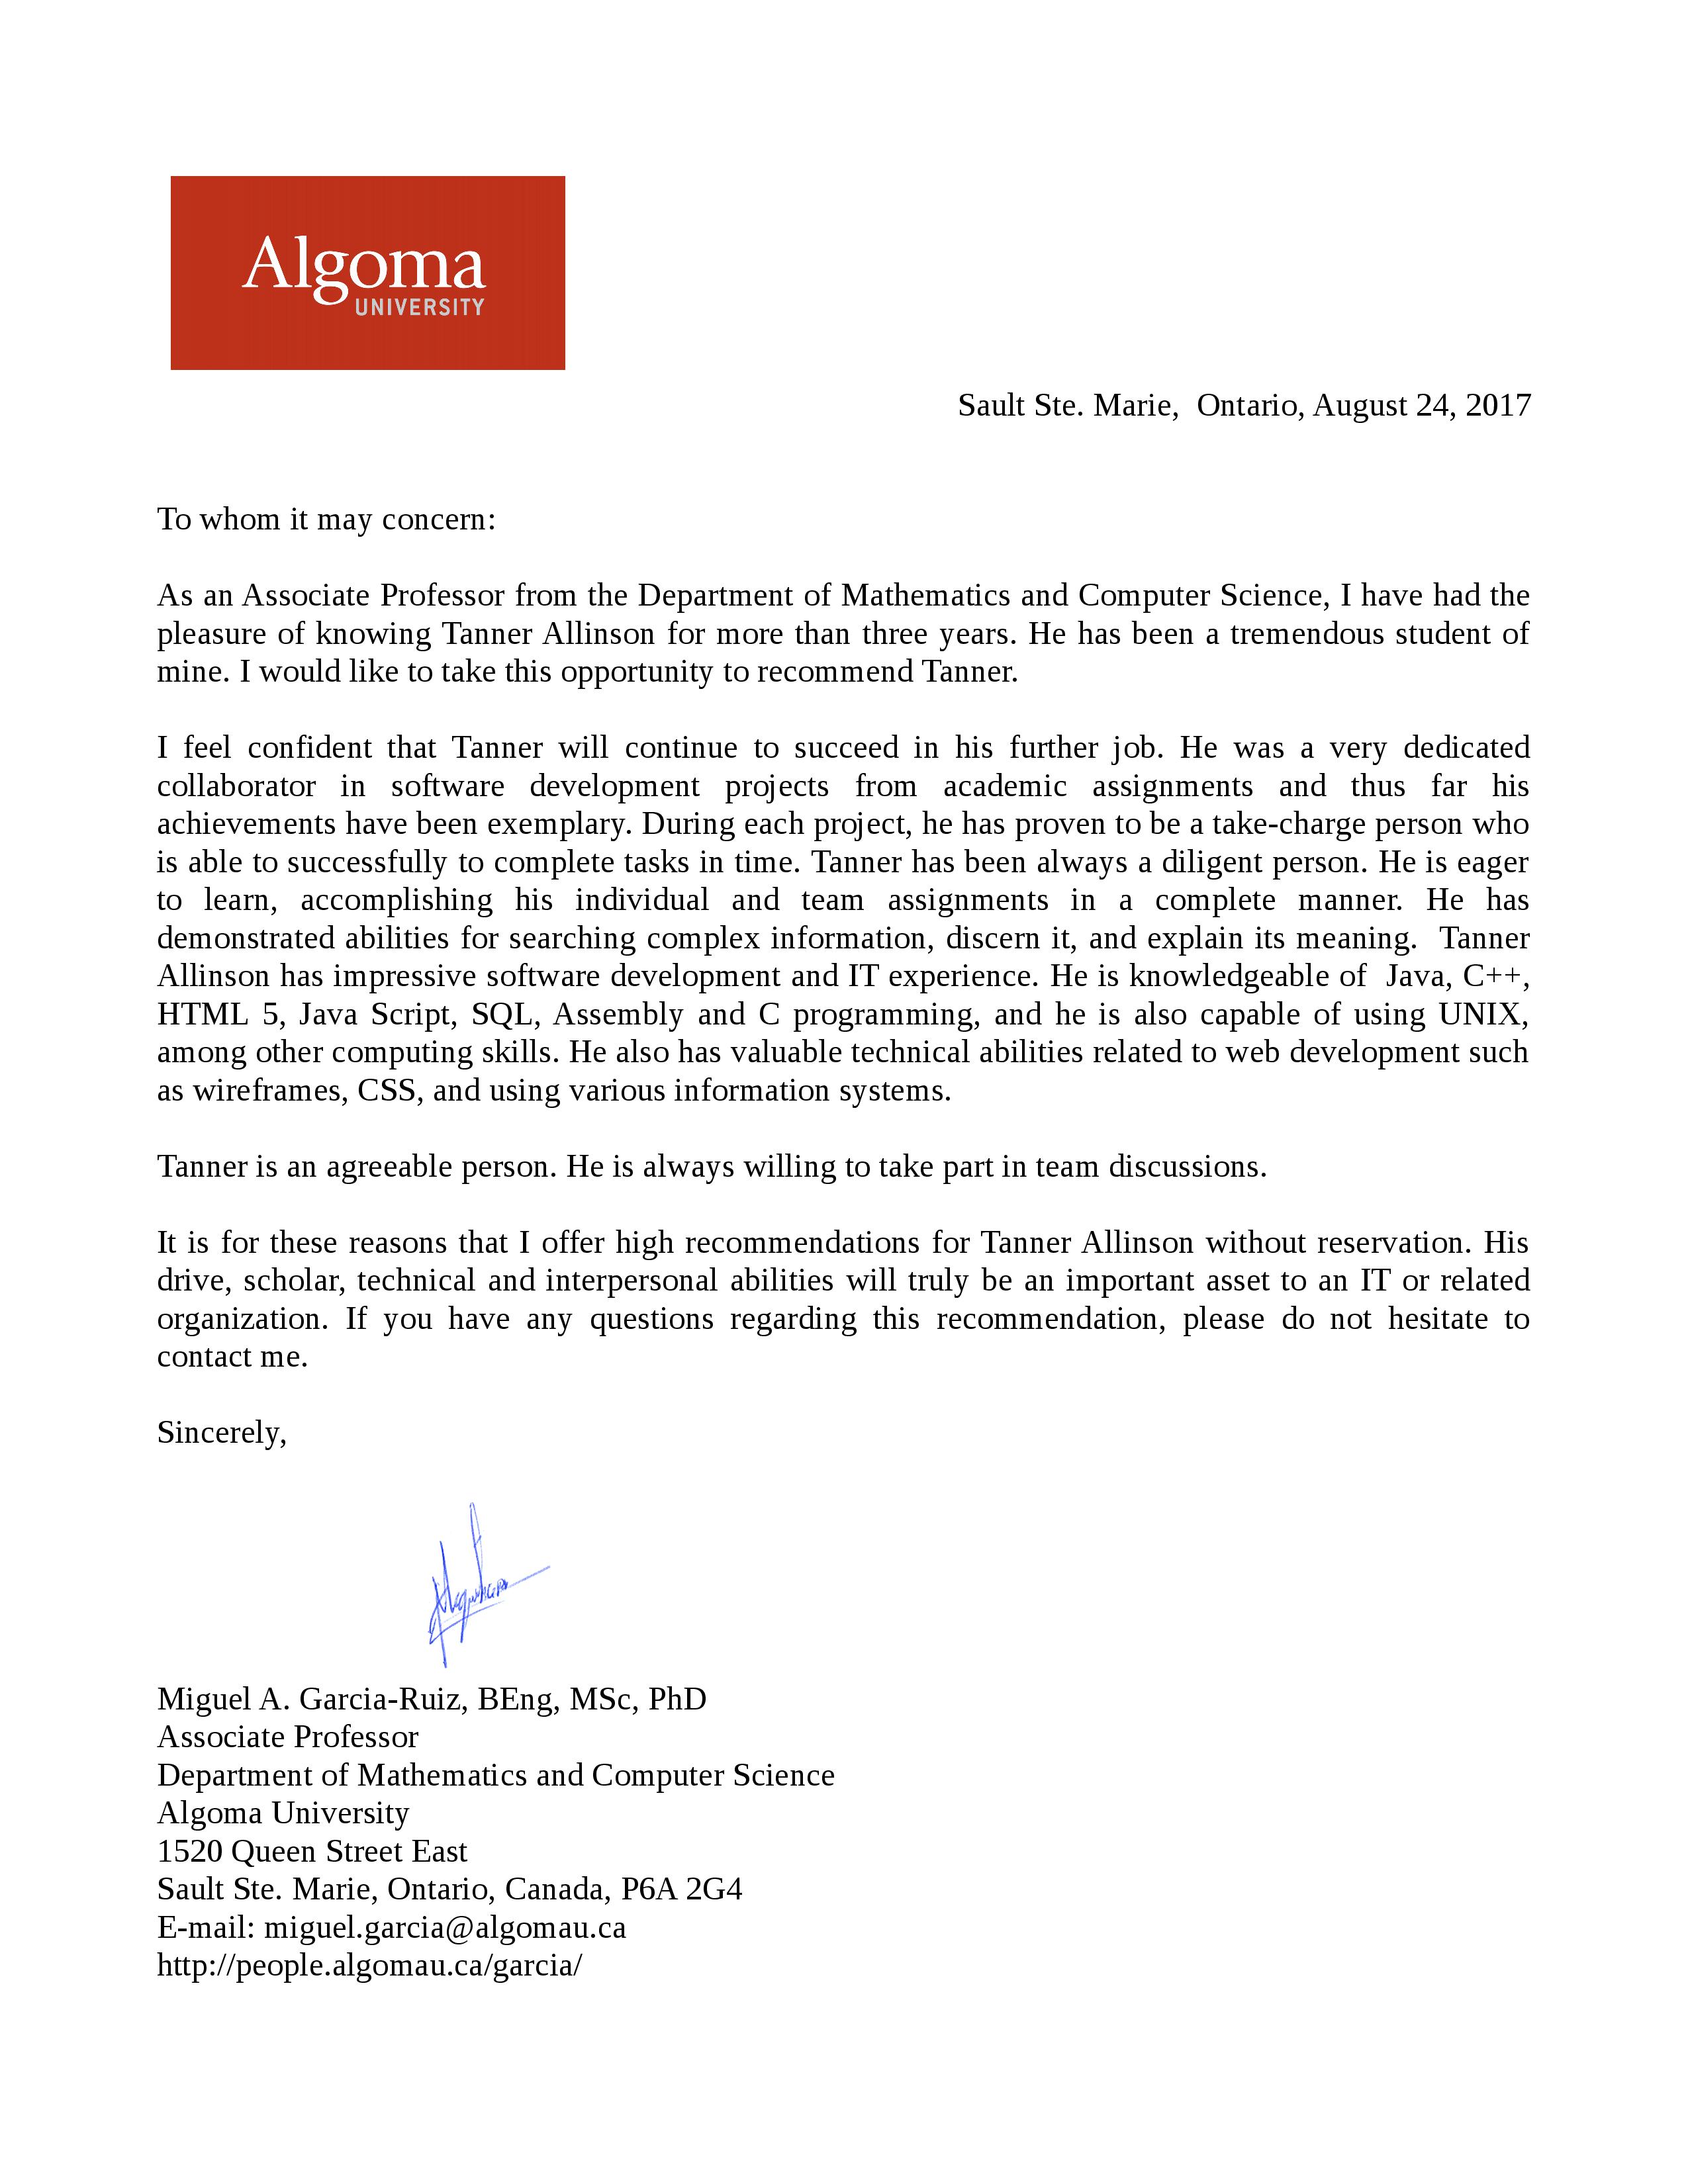 Algoma
UNIVERSITY
Sault Ste. Marie,  Ontario, August 24, 2017
To whom it may concern:
As an Associate Professor from the Department of Mathematics and Computer Science, I have had the
pleasure of knowing Tanner Allinson for more than three years. He has been a tremendous student of
mine. I would like to take this opportunity to recommend Tanner.
I feel confident that Tanner will continue to succeed in his further job. He was a very dedicated
collaborator in software development projects from academic assignments and thus far his
achievements have been exemplary. During each project, he has proven to be a take-charge person who
is able to successfully to complete tasks in time. Tanner has been always a diligent person. He is eager
to learn, accomplishing his individual and team assignments in a complete manner. He has
demonstrated abilities for searching complex information, discern it, and explain its meaning.  Tanner
Allinson has impressive software development and IT experience. He is knowledgeable of  Java, C++,
HTML 5, Java Script, SQL, Assembly and C programming, and he is also capable of using UNIX,
among other computing skills. He also has valuable technical abilities related to web development such
as wireframes, CSS, and using various information systems.
Tanner is an agreeable person. He is always willing to take part in team discussions.
It is for these reasons that I offer high recommendations for Tanner Allinson without reservation. His
drive, scholar, technical and interpersonal abilities will truly be an important asset to an IT or related
organization. If you have any questions regarding this recommendation, please do not hesitate to
contact me.
Sincerely,
Miguel A. Garcia-Ruiz, BEng, MSc, PhD
Associate Professor
Department of Mathematics and Computer Science
Algoma University
1520 Queen Street East
Sault Ste. Marie, Ontario, Canada, P6A 2G4
E-mail: miguel.garcia@algomau.ca
http://people.algomau.ca/garcia/